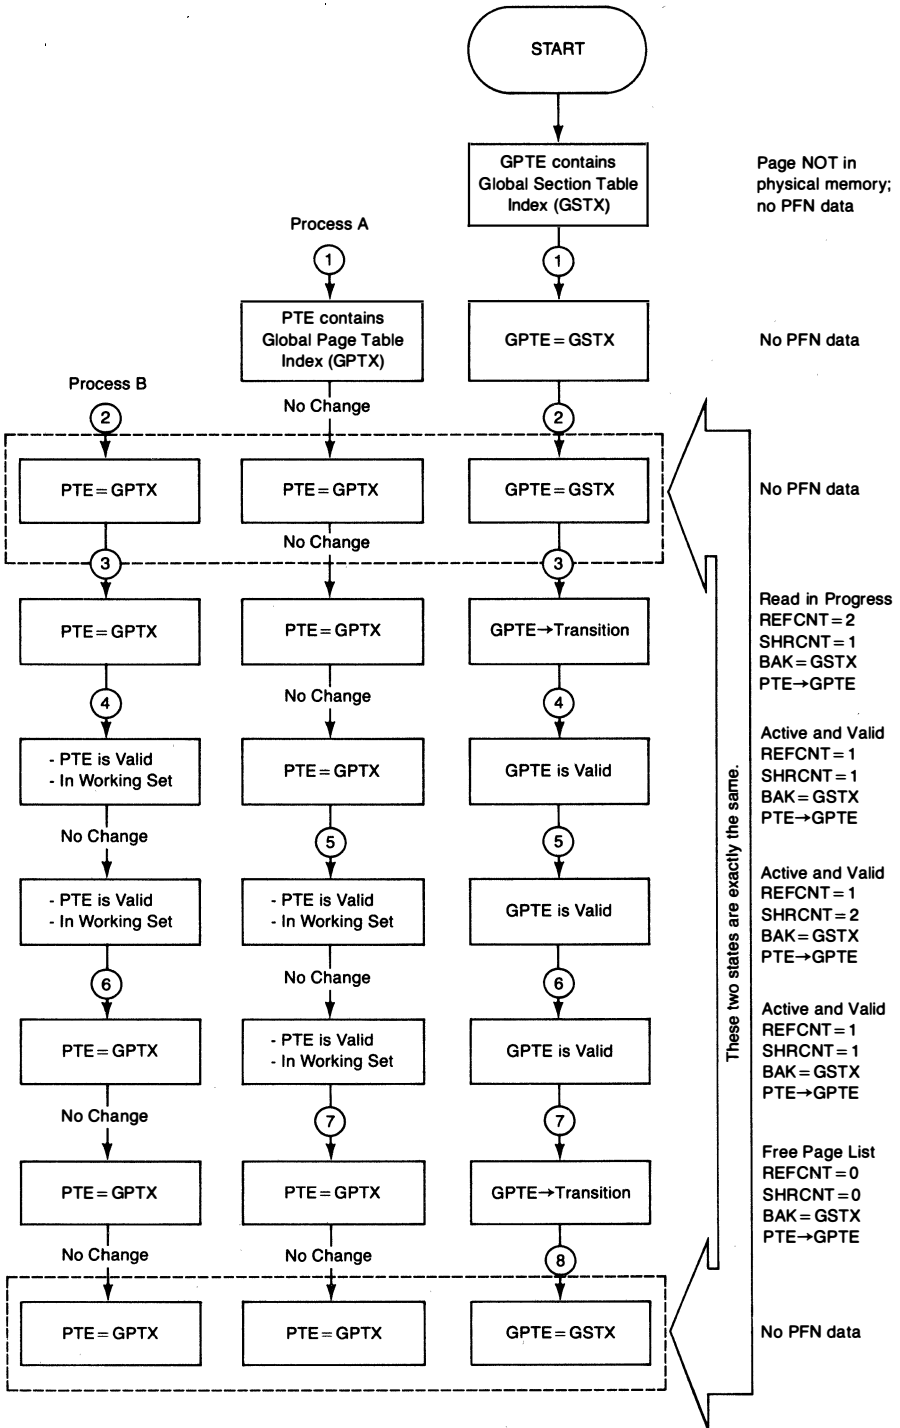 START
GPTE contains
Global Section Table
Index (GSTX)
Page NOT in
physical memory;
no PFN data
Process A
1
1
PTE contains
Global Page Table
Index (GPTX)
GPTE=GSTX
No PFN data
Process B
No Change
2
2
PTE=GPTX
PTE=GPTX
GPTE=GSTX
No PFN data
No Change
3
3
PTE=GPTX
PTE=GPTX
GPTE→Transition
Read in Progress
REFCNT=2
SHRCNT=1
BAK=GSTX
PTE→GPTE
No Change
4
4
- PTE is Valid
- In Working Set
PTE=GPTX
GPTE is Valid
Active and Valid
REFCNT=1
SHRCNT=1
BAK=GSTX
PTE→GPTE
No Change
5
5
- PTE is Valid
- In Working Set
- PTE is Valid
- In Working Set
GPTE is Valid
Active and Valid
REFCNT=1
SHRCNT=2
BAK=GSTX
PTE→GPTE
These two states are exactly the same.
6
No Change
6
PTE=GPTX
- PTE is Valid
- In Working Set
GPTE is Valid
Active and Valid
REFCNT=1
SHRCNT=1
BAK=GSTX
PTE→GPTE
No Change
7
7
PTE=GPTX
PTE=GPTX
GPTE→Transition
Free Page List
REFCNT=0
SHRCNT=0
BAK=GSTX
PTE→GPTE
No Change
No Change
8
PTE=GPTX
PTE=GPTX
GPTE=GSTX
No PFN data